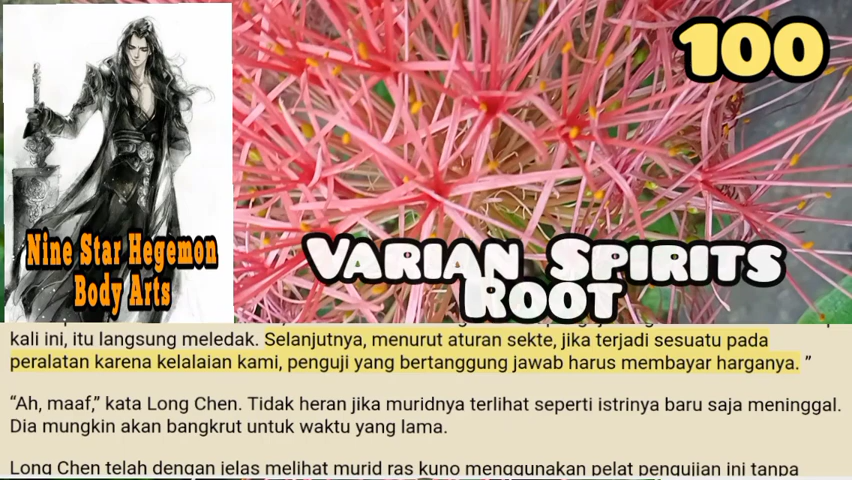 100
Nine Star Hegemon
Body Arts
Varian Spirits
Root
kali ini, itu langsung meledak. Selanjutnya, menurut aturan sekte, jika terjadi sesuatu pada
peralatan karena kelalaian kami, penguji yang bertanggung jawab harus membayar harganya. ”
“Ah, maaf,” kata Long Chen. Tidak heran jika muridnya terlihat seperti istrinya baru saja meninggal.
Dia mungkin akan bangkrut untuk waktu yang lama.
Long Chen telah dengan jelas melihat murid ras kuno menggunakan pelat pengujian ini tanpa